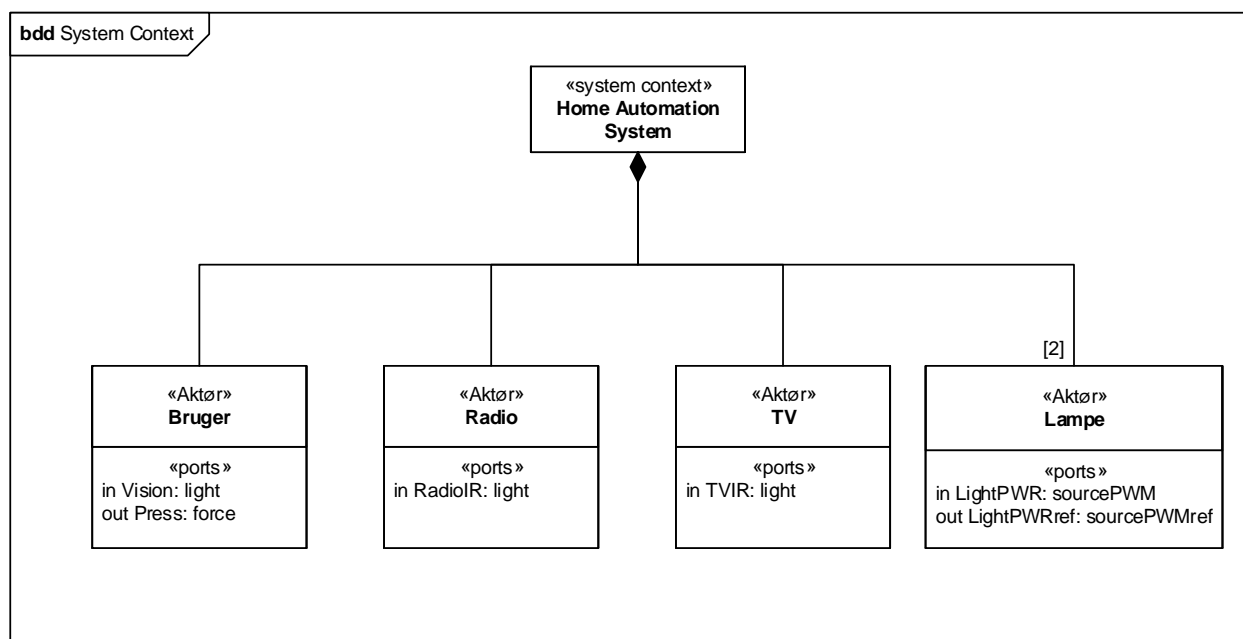 bdd System Context
«system context»
Home Automation
System
[2]
«Aktør»
Bruger
«ports»
in Vision: light
out Press: force
«Aktør»
Radio
«ports»
in RadioIR: light
«Aktør»
TV
«ports»
in TVIR: light
«Aktør»
Lampe
«ports»
in LightPWR: sourcePWM
out LightPWRref: sourcePWMref